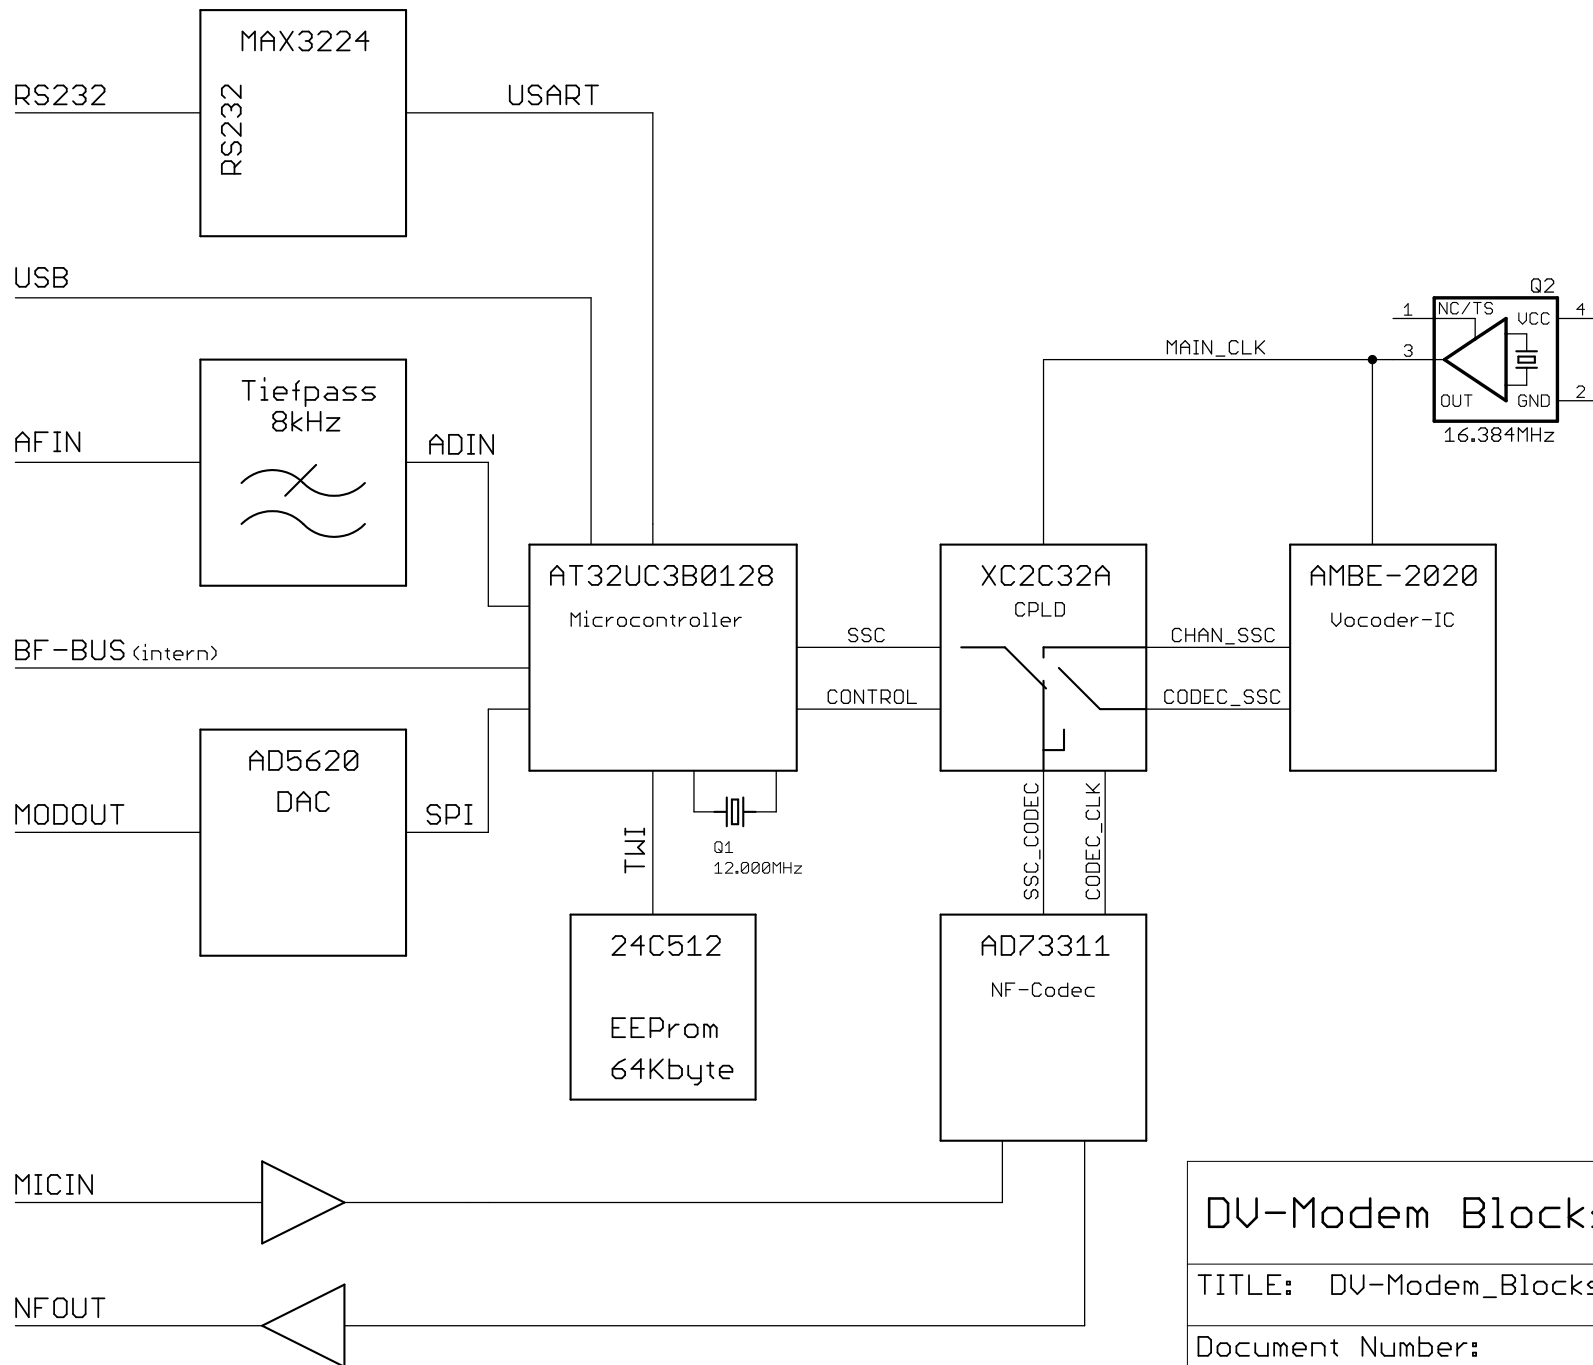 MAX3224
RS232
RS232
USART
USB
Q2
1
NC/TS
VCC
4
3
MAIN_CLK
OUT
GND
2
16.384MHz
Tiefpass
8kHz
AFIN
ADIN
AT32UC3B0128
Microcontroller
XC2C32A
CPLD
AMBE-2020
Vocoder-IC
SSC
CHAN_SSC
BF-BUS (intern)
CONTROL
CODEC_SSC
AD5620
DAC
MODOUT
SPI
TWI
Q1
12.000MHz
SSC_CODEC
CODEC_CLK
24C512
EEProm
64Kbyte
AD73311
NF-Codec
MICIN
NFOUT
DV-Modem Blocks
TITLE: DV-Modem_Blocks
Document Number: